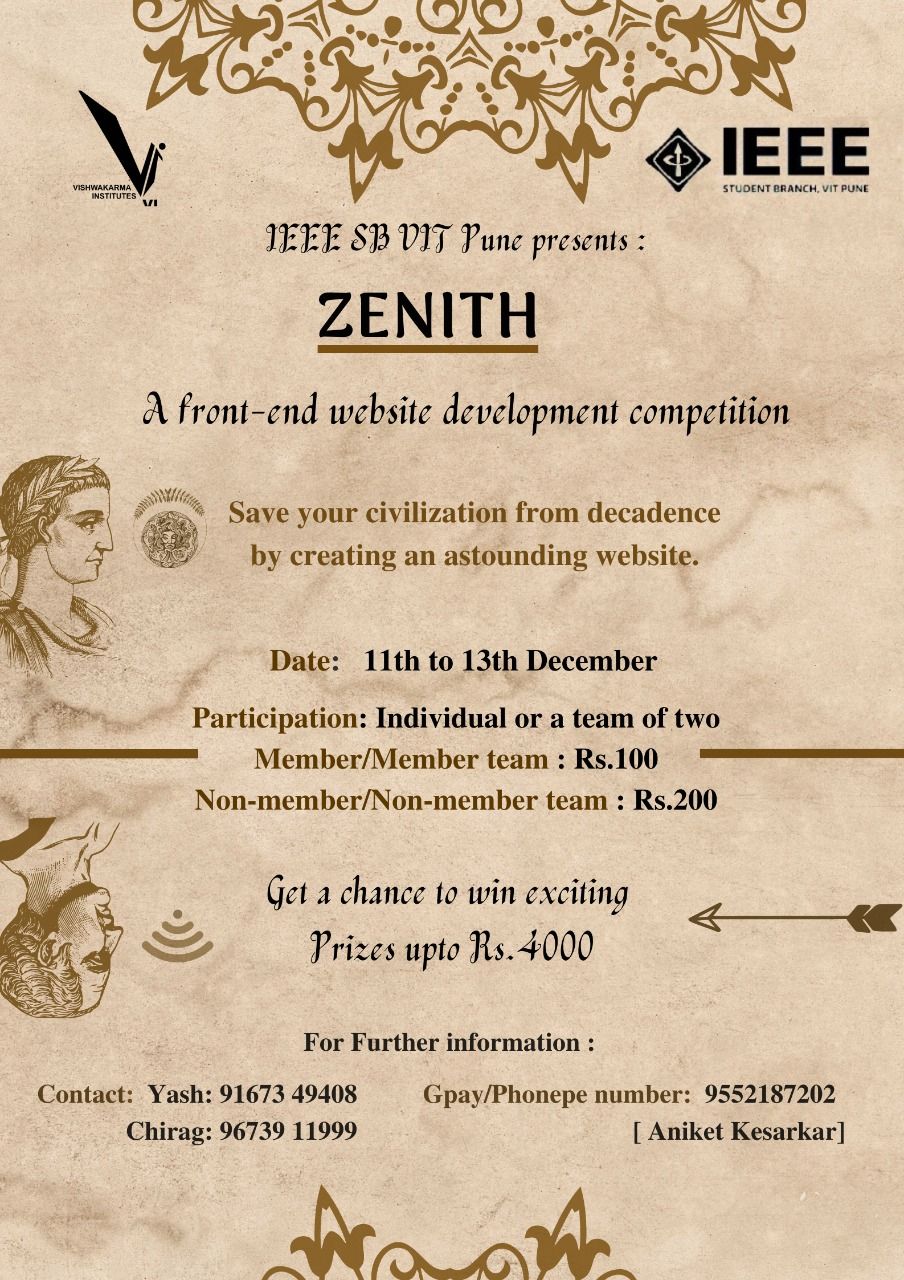 VISHWAKARMA
INSTITUTES
VI
IEEE
STUDENT BRANCH, VIT PUNE
IEEE SB VIT Pune presents :
ZENITH
A front-end website development competition
Save your civilization from decadence
by creating an astounding website.
Date: 11th to 13th December
Participation: Individual or a team of two
Member/Member team : Rs.100
Non-member/Non-member team : Rs.200
Get a chance to win exciting
Prizes upto Rs.4000
For Further information :
Contact: Yash: 91673 49408
Chirag: 96739 11999
Gpay/Phonepe number: 9552187202
[ Aniket Kesarkar]